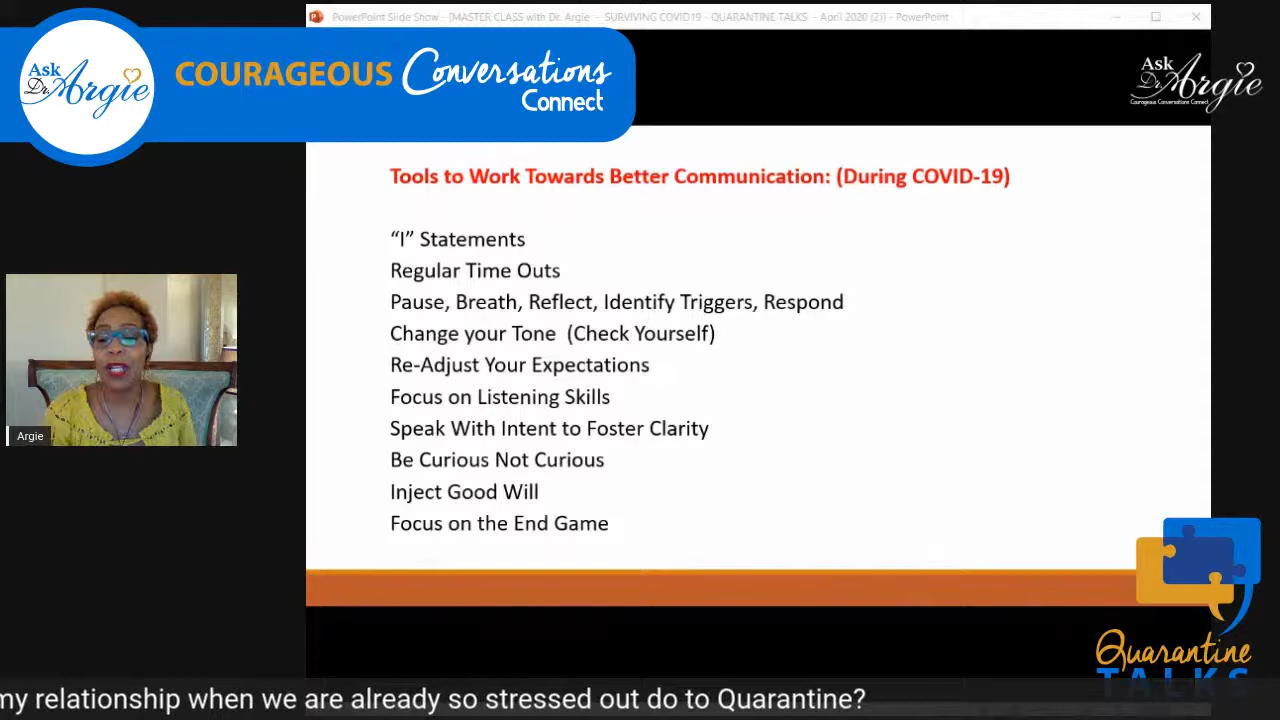 PowerPoint Slide Show - [MASTER CLASS with Dr. Argie - SURVIVING COVID19 - QUARANTINE TALKS - April 2020 (2)] - PowerPoint
Ask
Dr. Argie
COURAGEOUS Conversations
Connect
Ask
Dr. Argie
Courageous Conversations Connect
Tools to Work Towards Better Communication: (During COVID-19)
“I” Statements
Regular Time Outs
Pause, Breath, Reflect, Identify Triggers, Respond
Change your Tone (Check Yourself)
Re-Adjust Your Expectations
Focus on Listening Skills
Speak With Intent to Foster Clarity
Be Curious Not Curious
Inject Good Will
Focus on the End Game
Argie
Quarantine
TALKS
my relationship when we are already so stressed out do to Quarantine?